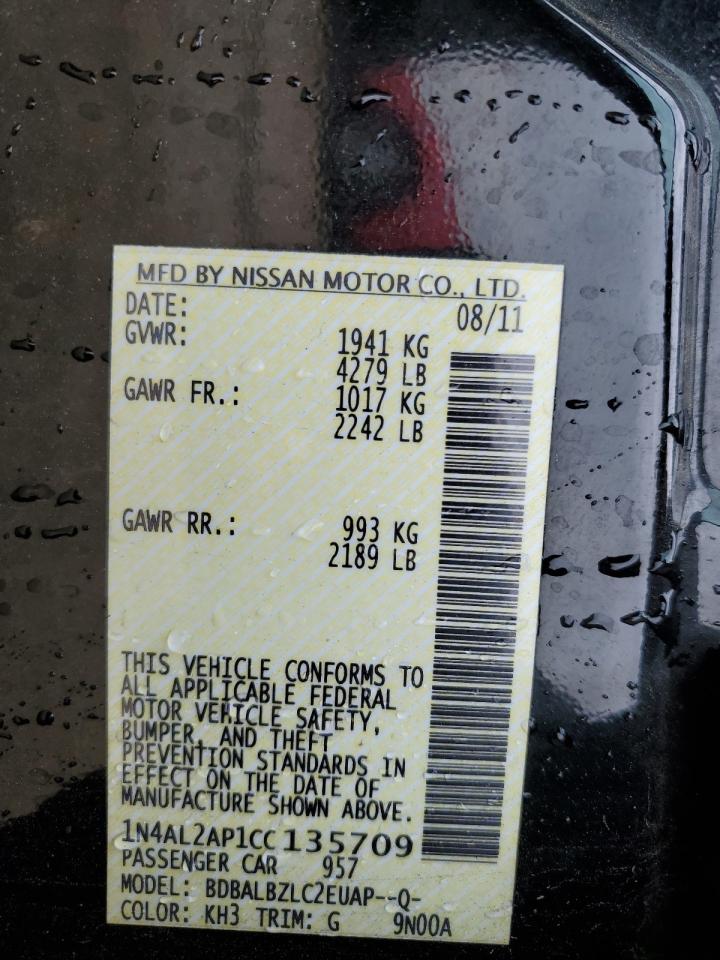 MFD BY NISSAN MOTOR CO., LTD.
DATE: 08/11
GVWR: 1941 KG
4279 LB
GAWR FR.: 1017 KG
2242 LB
GAWR RR.: 993 KG
2189 LB
THIS VEHICLE CONFORMS TO
ALL APPLICABLE FEDERAL
MOTOR VEHICLE SAFETY,
BUMPER, AND THEFT
PREVENTION STANDARDS IN
EFFECT ON THE DATE OF
MANUFACTURE SHOWN ABOVE.
1N4AL2AP1CC135709
PASSENGER CAR 957
MODEL: BDBALBZLC2EUAP--Q-
COLOR: KH3 TRIM: G 9N00A